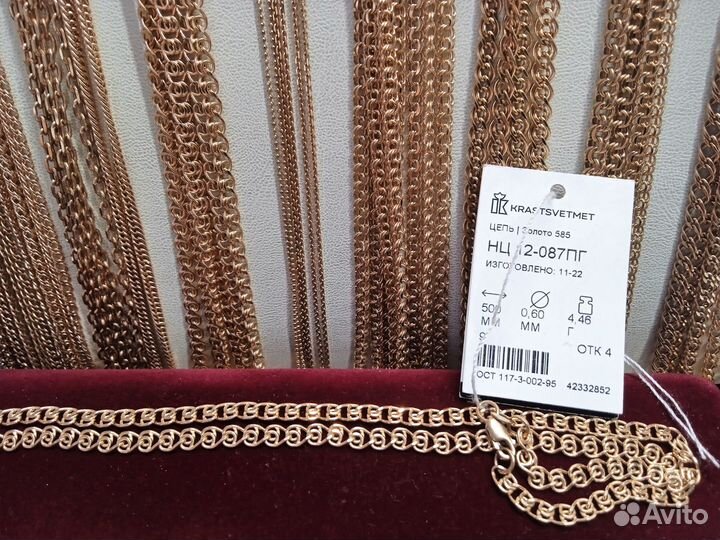 KRASTSVETMET
ЦЕПЬ | Золото 585
НЦ 12-087ПГ
ИЗГОТОВЛЕНО: 11-22
500 0,60 4,46
ММ ММ Г
ОТК 4
ОСТ 117-3-002-95 42332852
Avito